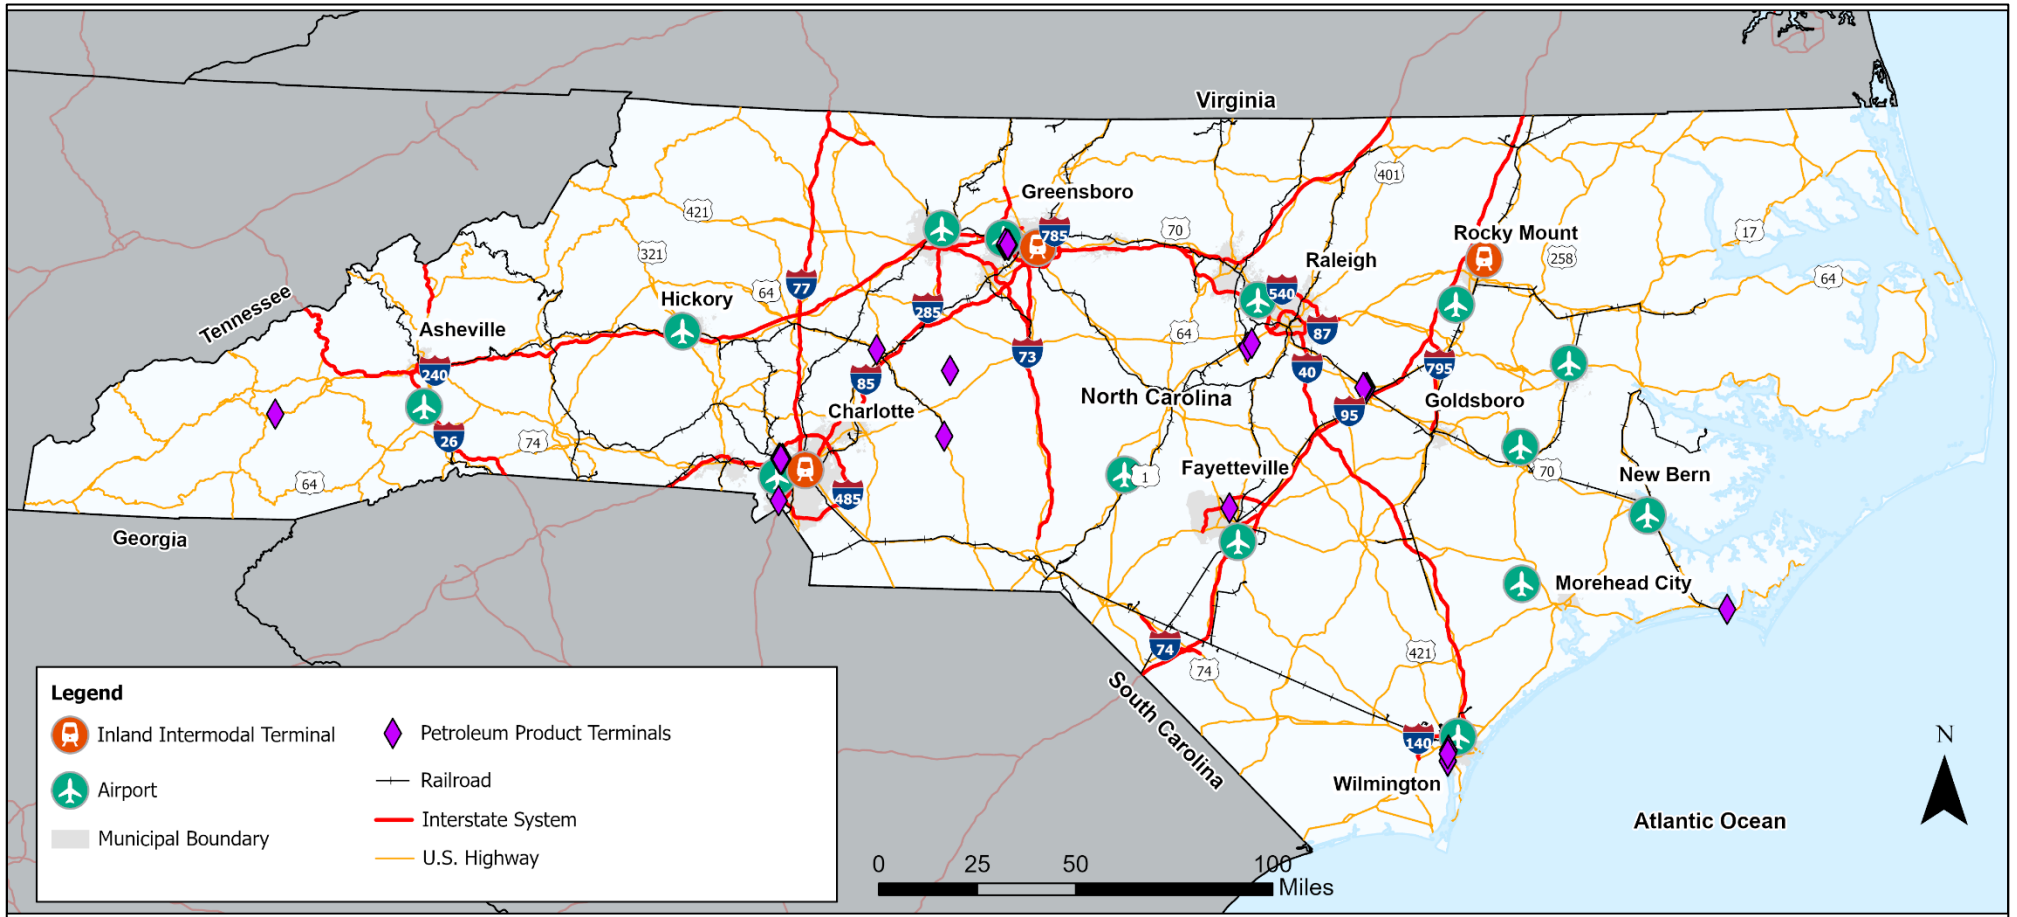 Virginia
Greensboro
401
421
785
70
17
Rocky Mount
321
Raleigh
258
64
77
64
Hickory
540
Tennessee
285
Asheville
64
87
73
240
85
40
795
North Carolina
Charlotte
95
Goldsboro
26
74
70
Fayetteville
New Bern
1
64
485
Georgia
Morehead City
74
421
74
South Carolina
140
Wilmington
Atlantic Ocean
N
Legend
Inland Intermodal Terminal
Petroleum Product Terminals
Airport
Railroad
Interstate System
Municipal Boundary
U.S. Highway
0 25 50 100
Miles